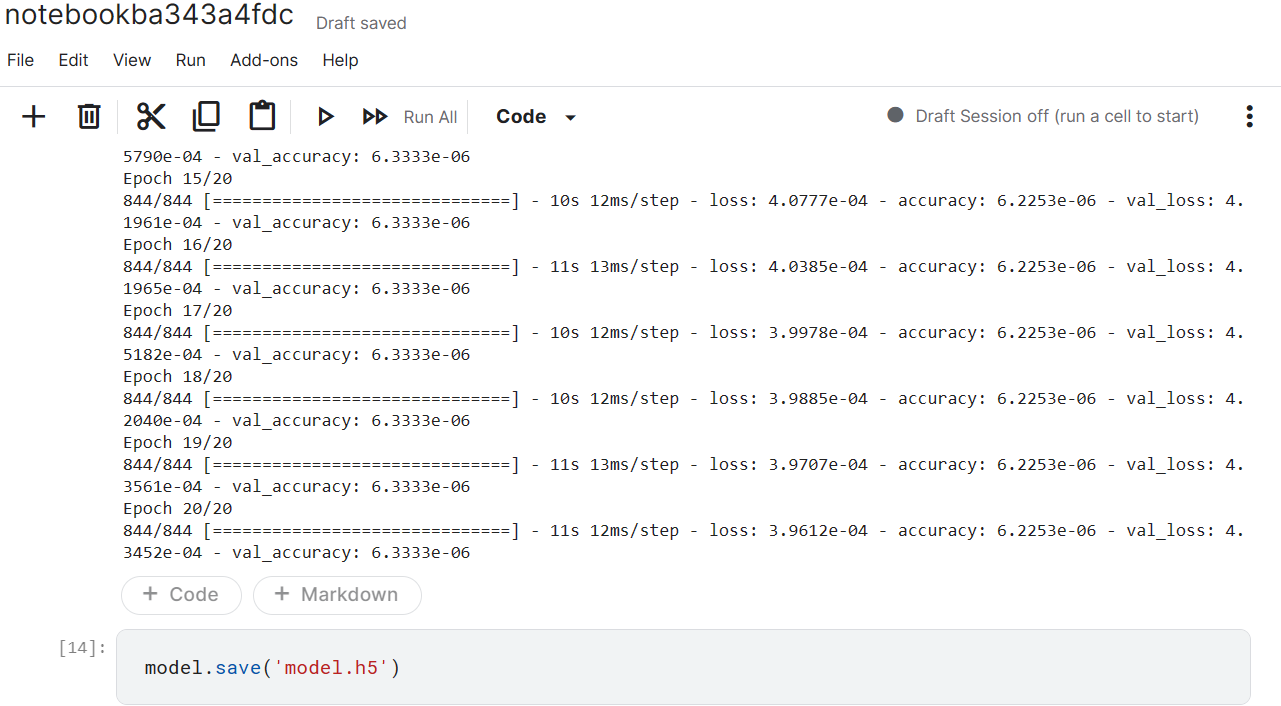 notebookba343a4fdc Draft saved
File Edit View Run Add-ons Help
Run All Code Draft Session off (run a cell to start)
5790e-04 - val_accuracy: 6.3333e-06
Epoch 15/20
844/844 [==============================] - 10s 12ms/step - loss: 4.0777e-04 - accuracy: 6.2253e-06 - val_loss: 4.
1961e-04 - val_accuracy: 6.3333e-06
Epoch 16/20
844/844 [==============================] - 11s 13ms/step - loss: 4.0385e-04 - accuracy: 6.2253e-06 - val_loss: 4.
1965e-04 - val_accuracy: 6.3333e-06
Epoch 17/20
844/844 [==============================] - 10s 12ms/step - loss: 3.9978e-04 - accuracy: 6.2253e-06 - val_loss: 4.
5182e-04 - val_accuracy: 6.3333e-06
Epoch 18/20
844/844 [==============================] - 10s 12ms/step - loss: 3.9885e-04 - accuracy: 6.2253e-06 - val_loss: 4.
2040e-04 - val_accuracy: 6.3333e-06
Epoch 19/20
844/844 [==============================] - 11s 13ms/step - loss: 3.9707e-04 - accuracy: 6.2253e-06 - val_loss: 4.
3561e-04 - val_accuracy: 6.3333e-06
Epoch 20/20
844/844 [==============================] - 11s 12ms/step - loss: 3.9612e-04 - accuracy: 6.2253e-06 - val_loss: 4.
3452e-04 - val_accuracy: 6.3333e-06
+ Code + Markdown
[14]: model.save('model.h5')